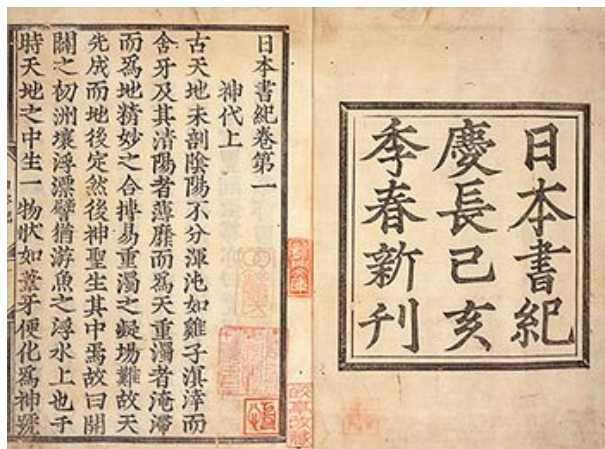 日本書紀
慶長己亥
季春新刊
日本書紀卷第一
神代上
古天地未剖陰陽不分渾沌如雞子溟涬而
含牙及其清陽者薄靡而爲天重濁者淹滯
而爲地精妙之合搏易重濁之凝場難故天
先成而地後定然後神聖生其中焉故曰開
闢之初洲壤浮漂譬猶游魚之浮水上也于
時天地之中生一物狀如葦牙便化爲神號